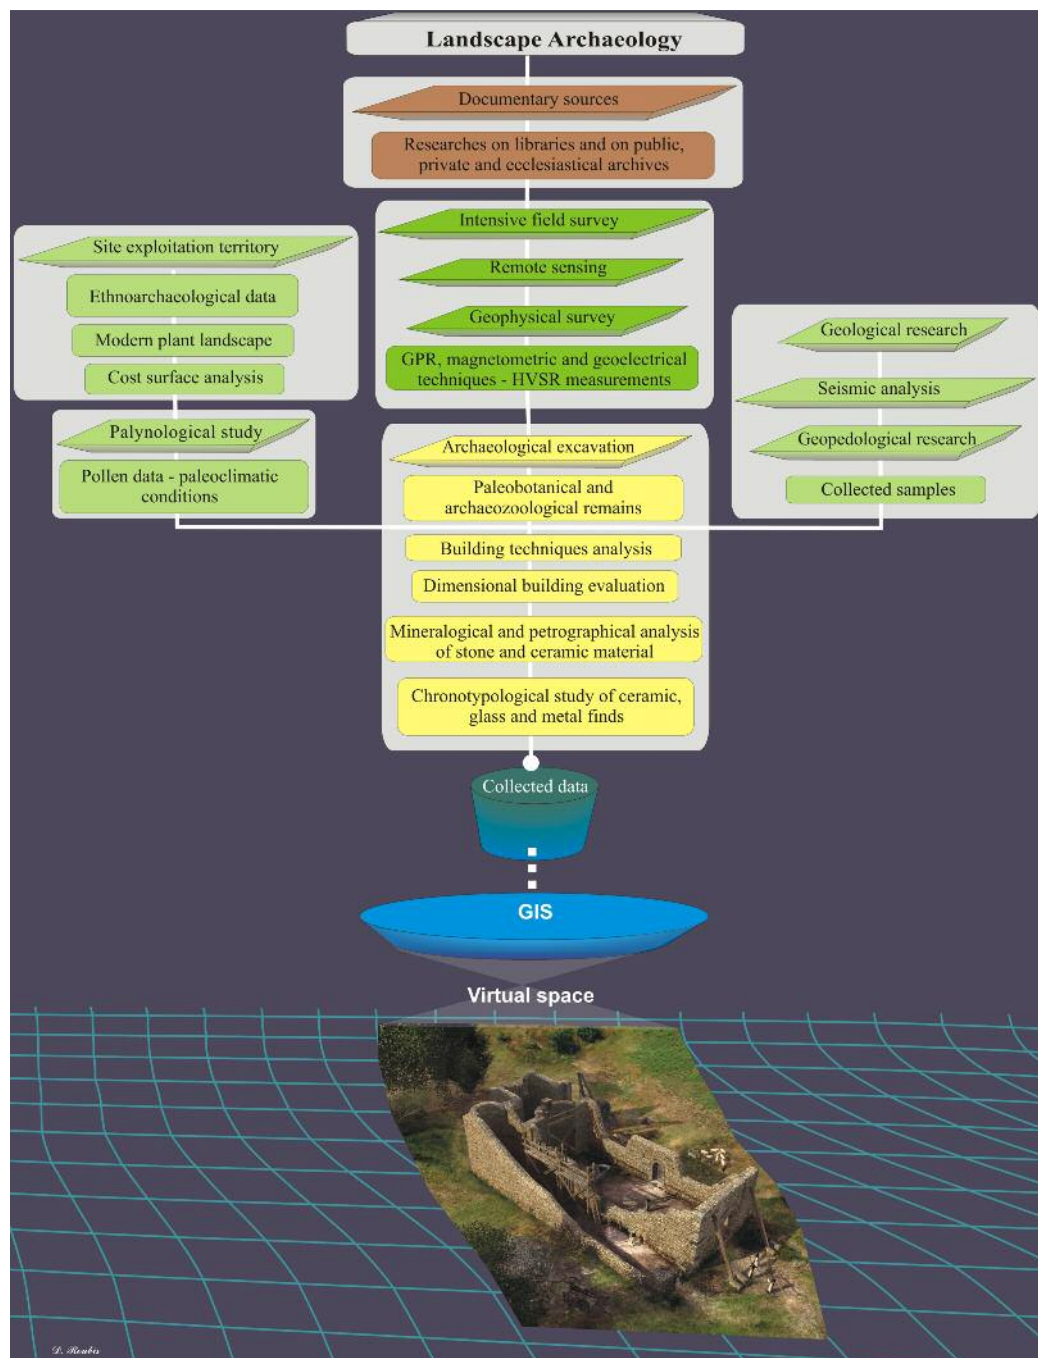 Landscape Archaeology
Documentary sources
Researches on libraries and on public,
private and ecclesiastical archives
Intensive field survey
Remote sensing
Geophysical survey
GPR, magnetometric and geoelectrical
techniques - HVSR measurements
Site exploitation territory
Ethnoarchaeological data
Modern plant landscape
Cost surface analysis
Palynological study
Pollen data - paleoclimatic
conditions
Geological research
Seismic analysis
Geopedological research
Collected samples
Archaeological excavation
Paleobotanical and
archaeozoological remains
Building techniques analysis
Dimensional building evaluation
Mineralogical and petrographical analysis
of stone and ceramic material
Chronotypological study of ceramic,
glass and metal finds
Collected data
GIS
Virtual space
D. Roubis